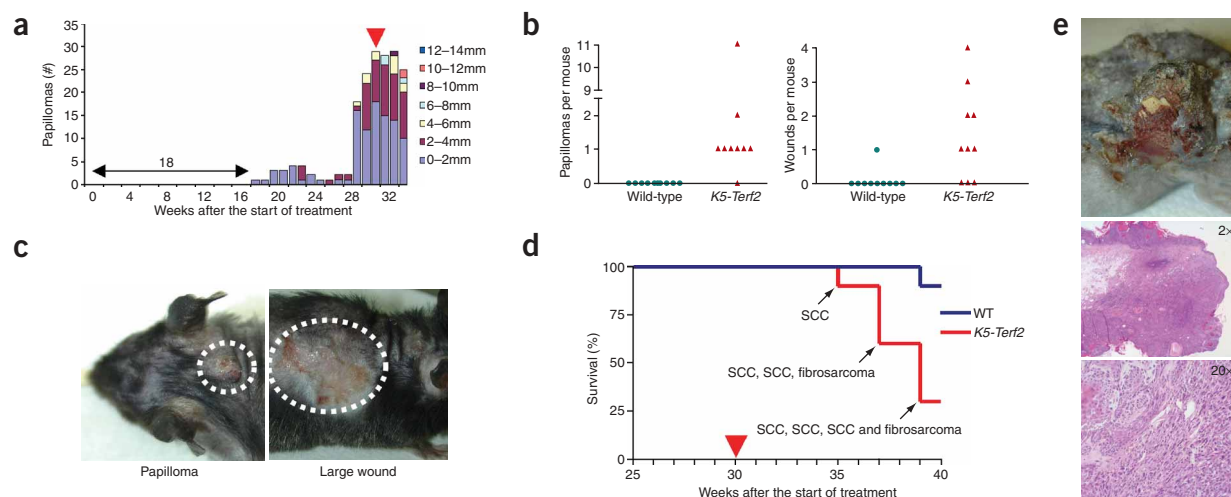 a
35
30
25
20
15
10
5
0
Papillomas (#)
18
0 4 8 12 16 20 24 28 32
Weeks after the start of treatment
12–14mm
10–12mm
8–10mm
6–8mm
4–6mm
2–4mm
0–2mm
b
11
10
9
2
1
0
Papillomas per mouse
Wild-type K5-Terf2
4
3
2
1
0
Wounds per mouse
Wild-type K5-Terf2
c
Papilloma
Large wound
d
100
75
50
25
0
Survival (%)
SCC
SCC, SCC, fibrosarcoma
SCC, SCC, SCC and fibrosarcoma
WT
K5-Terf2
25 30 35 40
Weeks after the start of treatment
e
2×
20×